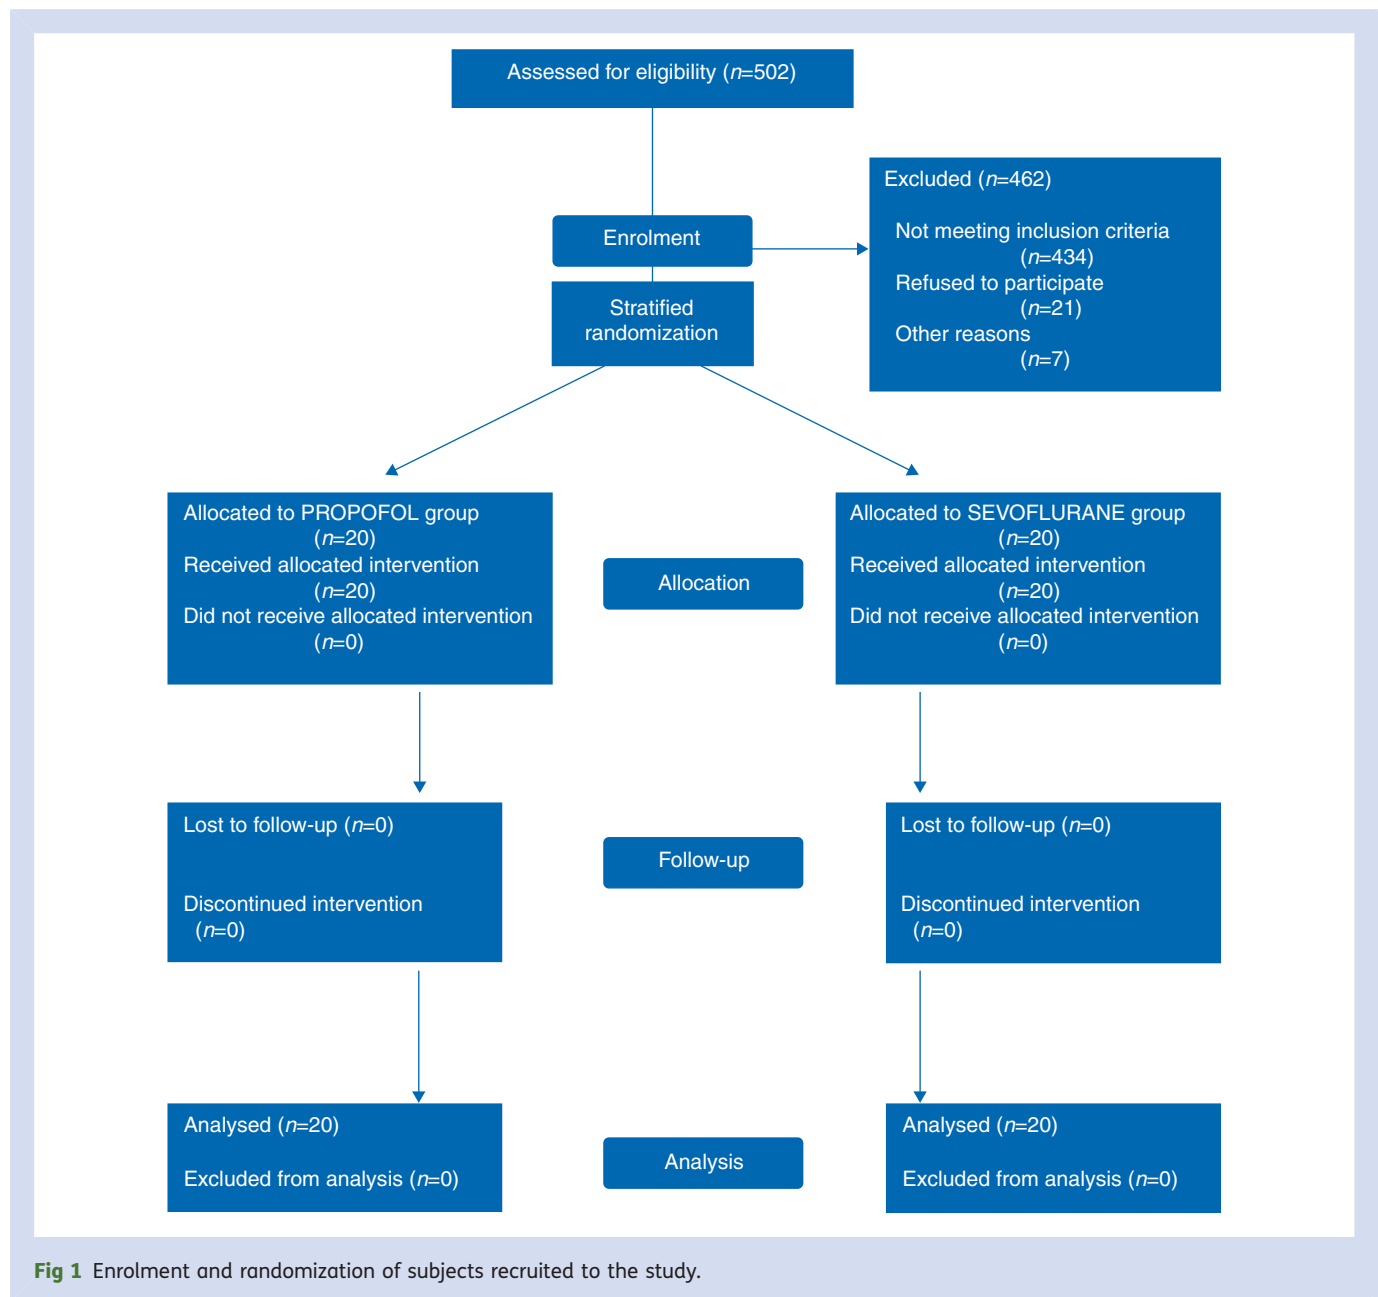 Assessed for eligibility (n=502)
Excluded (n=462)
Not meeting inclusion criteria
(n=434)
Refused to participate
(n=21)
Other reasons
(n=7)
Enrolment
Stratified
randomization
Allocated to PROPOFOL group
(n=20)
Received allocated intervention
(n=20)
Did not receive allocated intervention
(n=0)
Allocation
Allocated to SEVOFLURANE group
(n=20)
Received allocated intervention
(n=20)
Did not receive allocated intervention
(n=0)
Lost to follow-up (n=0)
Discontinued intervention
(n=0)
Follow-up
Lost to follow-up (n=0)
Discontinued intervention
(n=0)
Analysed (n=20)
Excluded from analysis (n=0)
Analysis
Analysed (n=20)
Excluded from analysis (n=0)
Fig 1 Enrolment and randomization of subjects recruited to the study.